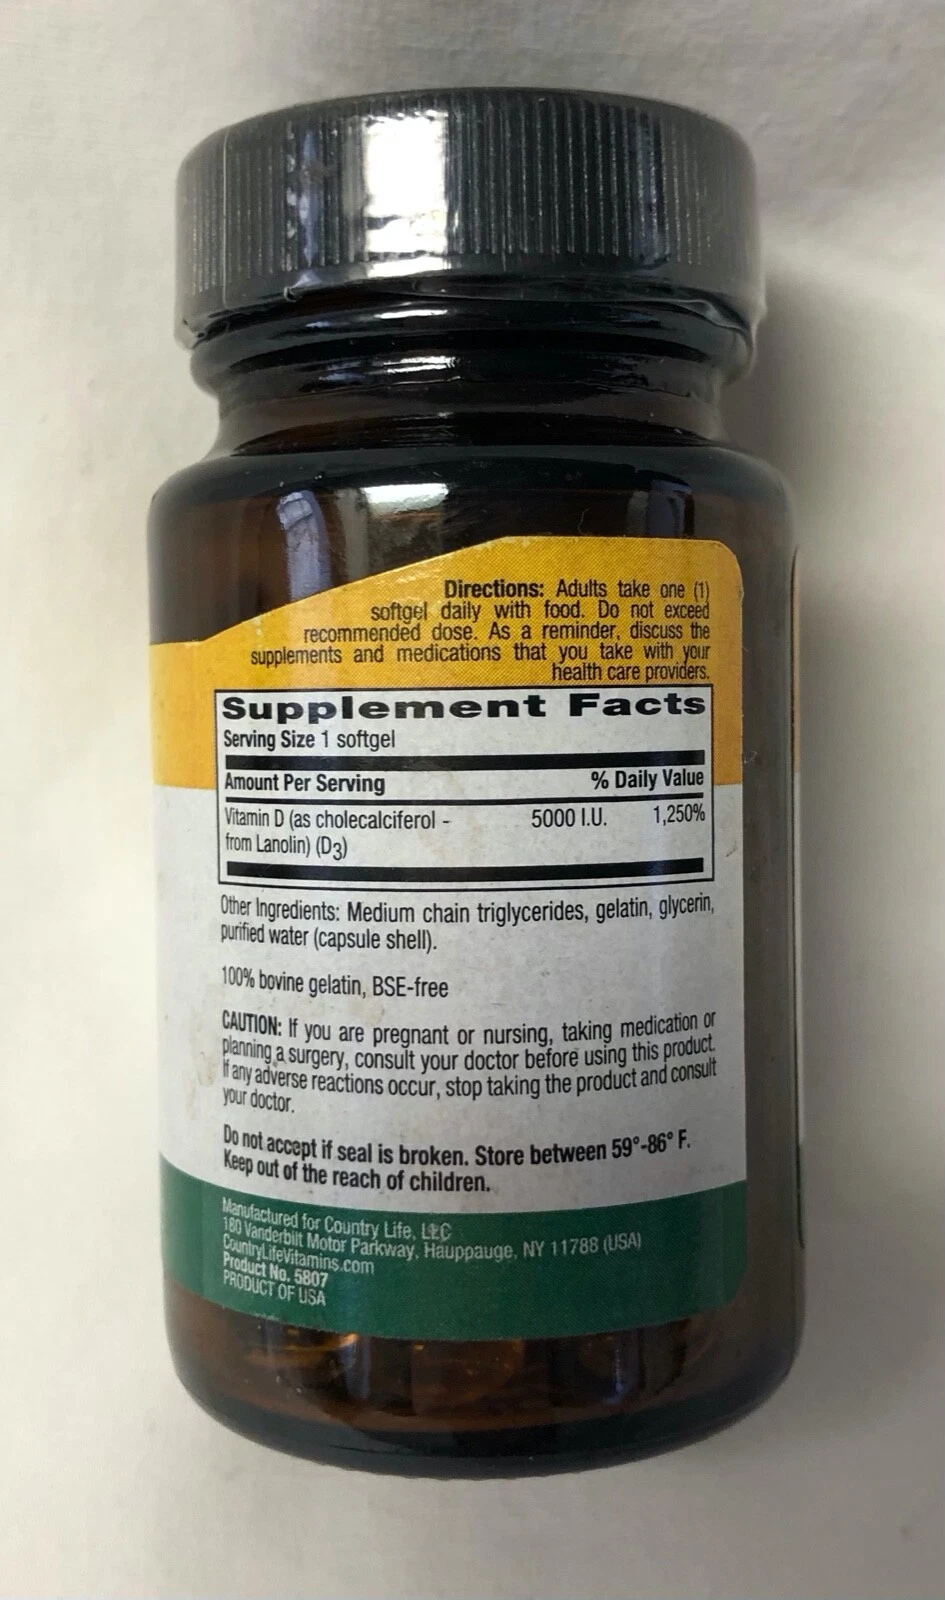 Directions: Adults take one (1)
softgel daily with food. Do not exceed
recommended dose. As a reminder, discuss the
supplements and medications that you take with your
health care providers.
Supplement Facts
Serving Size 1 softgel
Amount Per Serving % Daily Value
Vitamin D (as cholecalciferol - 5000 I.U. 1,250%
from Lanolin) (D3)
Other Ingredients: Medium chain triglycerides, gelatin, glycerin,
purified water (capsule shell).
100% bovine gelatin, BSE-free
CAUTION: If you are pregnant or nursing, taking medication or
planning a surgery, consult your doctor before using this product.
If any adverse reactions occur, stop taking the product and consult
your doctor.
Do not accept if seal is broken. Store between 59°-86° F.
Keep out of the reach of children.
Manufactured for Country Life, LLC
180 Vanderbilt Motor Parkway, Hauppauge, NY 11788 (USA)
CountryLifeVitamins.com
Product No. 5807
PRODUCT OF USA